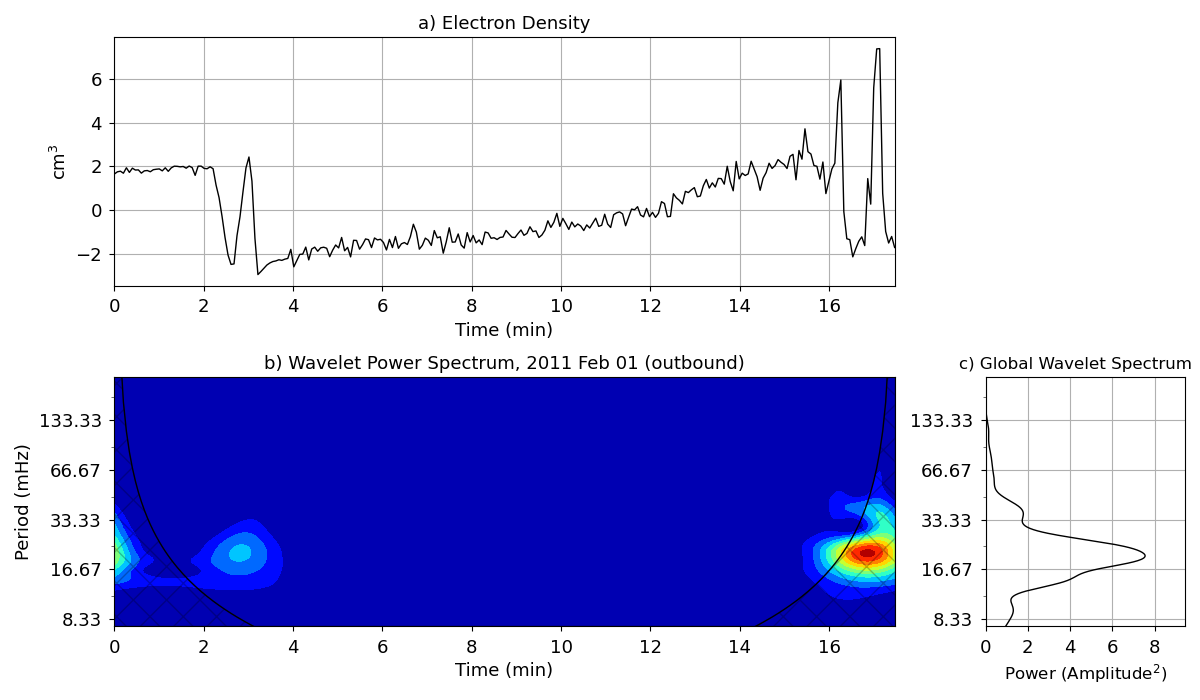 a) Electron Density
cm³
6
4
2
0
−2
0 2 4 6 8 10 12 14 16
Time (min)
b) Wavelet Power Spectrum, 2011 Feb 01 (outbound)
Period (mHz)
133.33
66.67
33.33
16.67
8.33
0 2 4 6 8 10 12 14 16
Time (min)
c) Global Wavelet Spectrum
133.33
66.67
33.33
16.67
8.33
0 2 4 6 8
Power (Amplitude²)